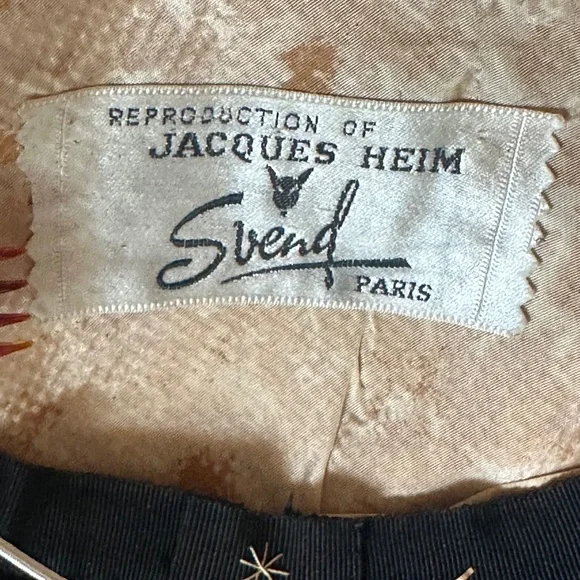 REPRODUCTION OF
JACQUES HEIM
Svend
PARIS